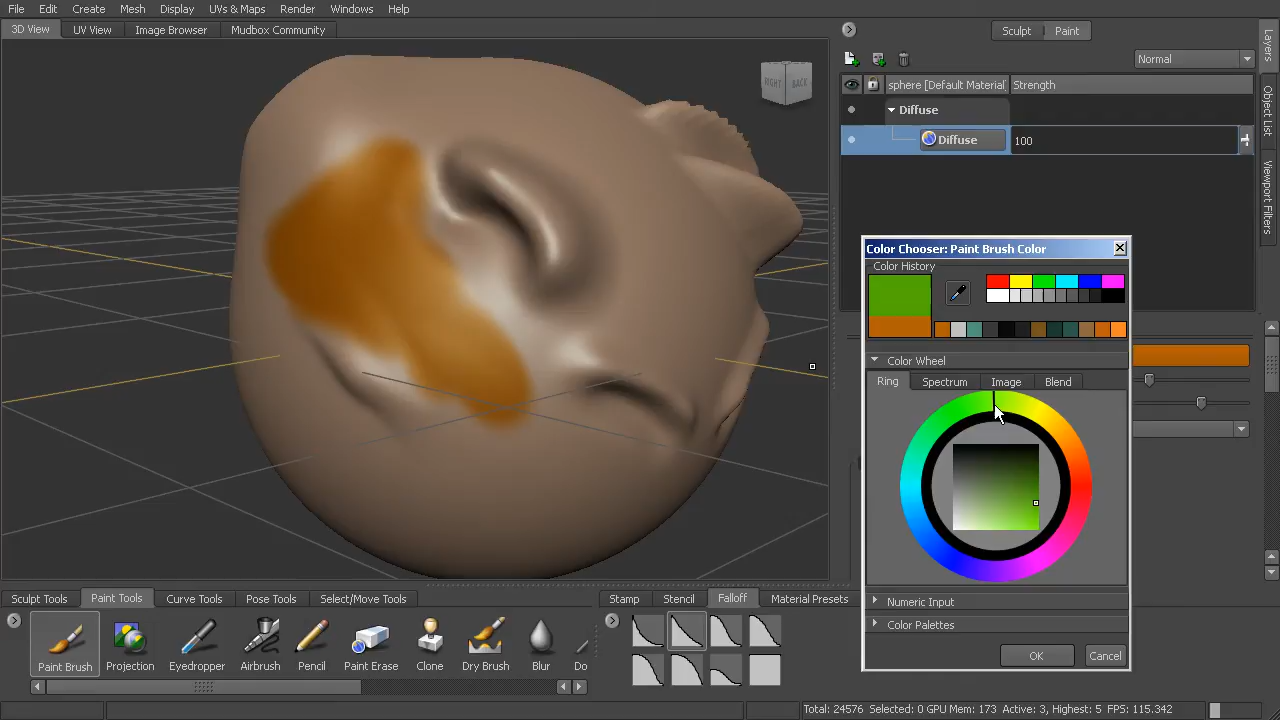 File Edit Create Mesh Display UVs & Maps Render Windows Help
3D View UV View Image Browser Mudbox Community
Sculpt Paint
Normal
sphere [Default Material] Strength
Diffuse
Diffuse 100
Layers
Object List
Viewport Filters
RIGHT BACK
Color Chooser: Paint Brush Color
Color History
Color Wheel
Ring Spectrum Image Blend
Numeric Input
Color Palettes
OK Cancel
Sculpt Tools Paint Tools Curve Tools Pose Tools Select/Move Tools
Stamp Stencil Falloff Material Presets
Paint Brush Projection Eyedropper Airbrush Pencil Paint Erase Clone Dry Brush Blur Do
Total: 24576 Selected: 0 GPU Mem: 173 Active: 3, Highest: 5 FPS: 115.342